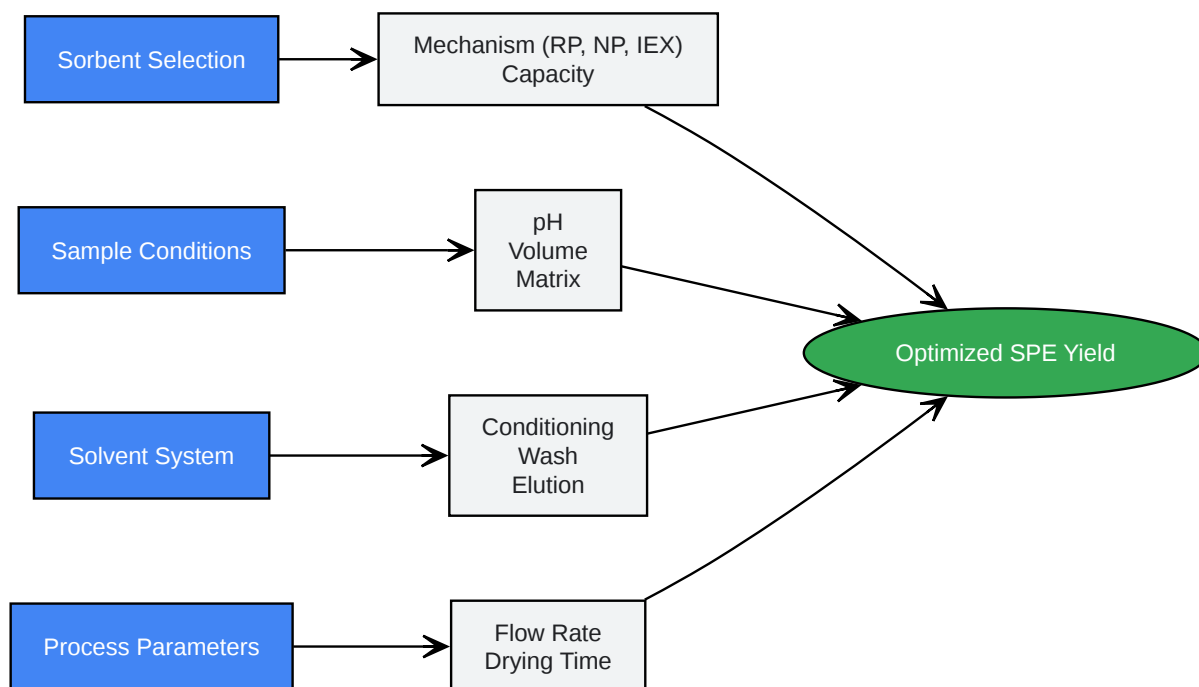 Sorbent Selection
Mechanism (RP, NP, IEX)
Capacity
Sample Conditions
pH
Volume
Matrix
Optimized SPE Yield
Solvent System
Conditioning
Wash
Elution
Process Parameters
Flow Rate
Drying Time